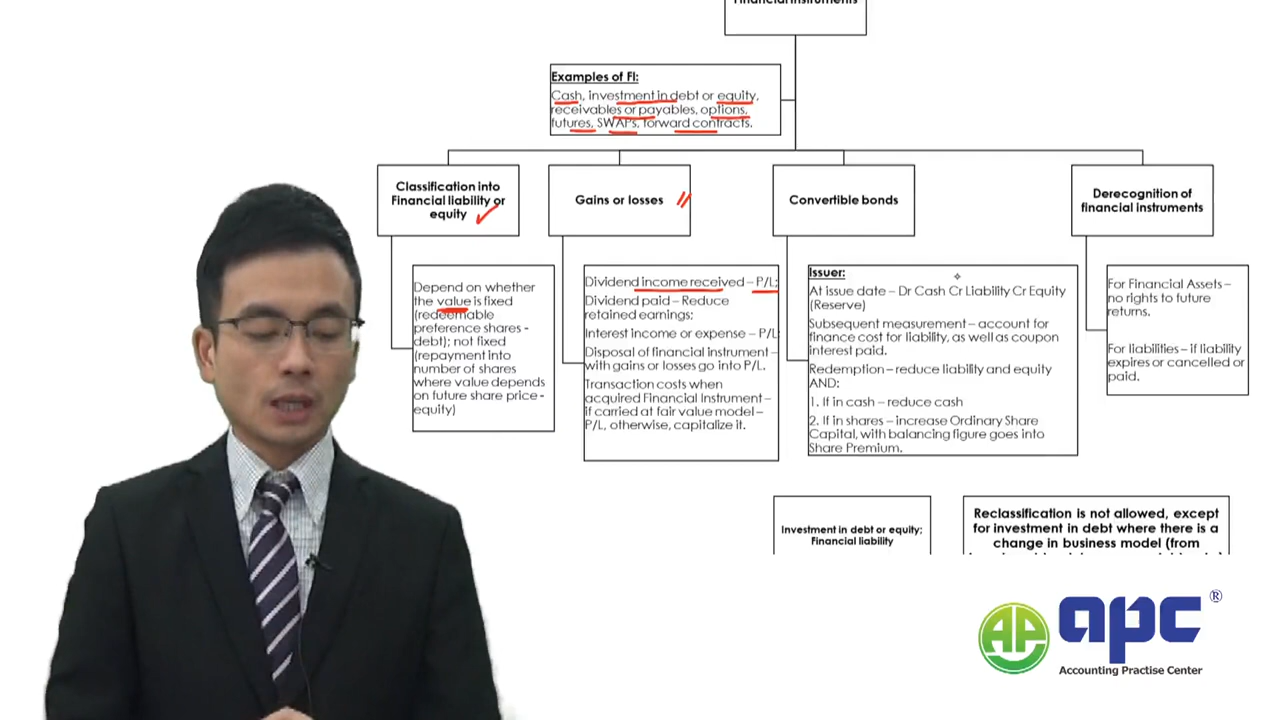 Financial Instruments
Examples of FI:
Cash, investment in debt or equity,
receivables or payables, options,
futures, SWAPs, forward contracts.
Classification into
Financial liability or
equity
Gains or losses
Convertible bonds
Derecognition of
financial instruments
Depend on whether
the value is fixed
(redeemable
preference shares -
debt); not fixed
(repayment into
number of shares
where value depends
on future share price -
equity)
Dividend income received – P/L;
Dividend paid – Reduce
retained earnings;
Interest income or expense – P/L;
Disposal of financial instrument –
with gains or losses go into P/L.
Transaction costs when
acquired Financial Instrument –
if carried at fair value model –
P/L, otherwise, capitalize it.
Issuer:
At issue date – Dr Cash Cr Liability Cr Equity
(Reserve)
Subsequent measurement – account for
finance cost for liability, as well as coupon
interest paid.
Redemption – reduce liability and equity
AND:
1. If in cash – reduce cash
2. If in shares – increase Ordinary Share
Capital, with balancing figure goes into
Share Premium.
For Financial Assets –
no rights to future
returns.
For liabilities – if liability
expires or cancelled or
paid.
Investment in debt or equity;
Financial liability
Reclassification is not allowed, except
for investment in debt where there is a
change in business model (from
AP
apc®
Accounting Practise Center